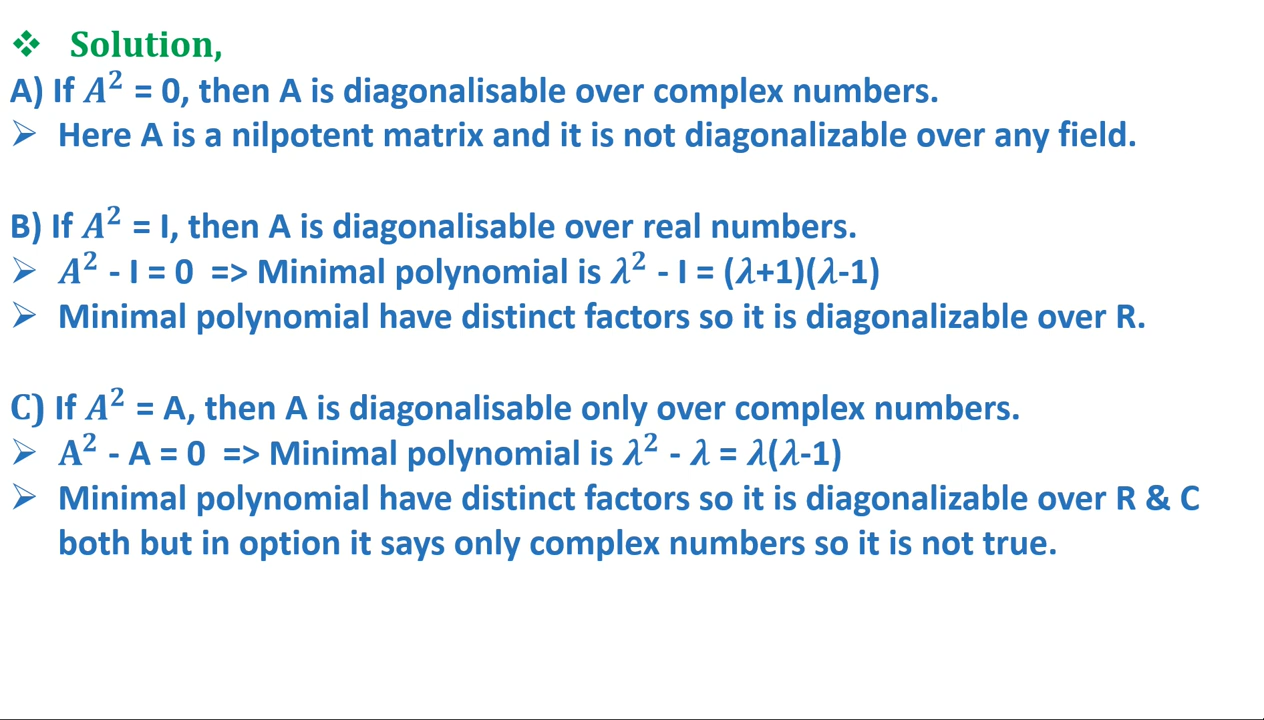 ❖ Solution,
A) If A² = 0, then A is diagonalisable over complex numbers.
➢ Here A is a nilpotent matrix and it is not diagonalizable over any field.
B) If A² = I, then A is diagonalisable over real numbers.
➢ A² - I = 0 => Minimal polynomial is λ² - I = (λ+1)(λ-1)
➢ Minimal polynomial have distinct factors so it is diagonalizable over R.
C) If A² = A, then A is diagonalisable only over complex numbers.
➢ A² - A = 0 => Minimal polynomial is λ² - λ = λ(λ-1)
➢ Minimal polynomial have distinct factors so it is diagonalizable over R & C
both but in option it says only complex numbers so it is not true.